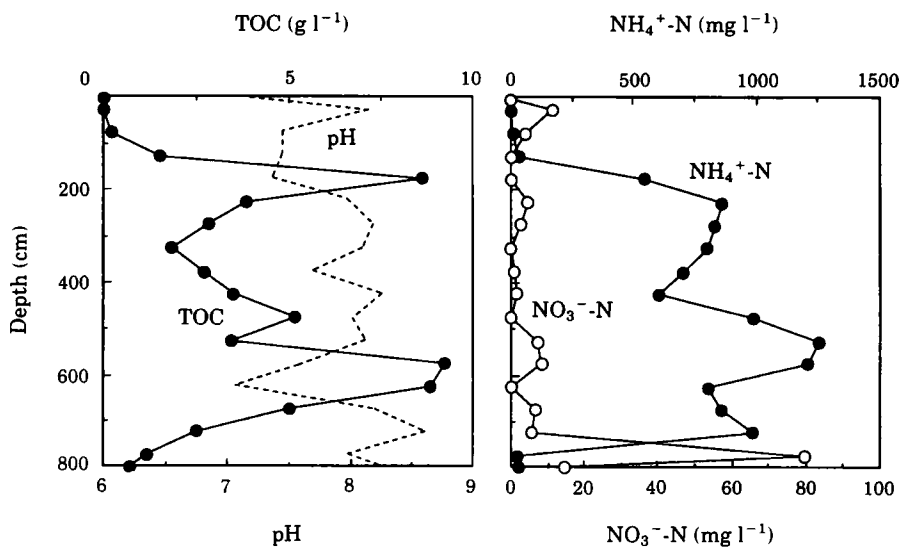 TOC (g l⁻¹)
NH₄⁺-N (mg l⁻¹)
0 5 10
0 500 1000 1500
pH
NH₄⁺-N
200
Depth (cm)
400
TOC
NO₃⁻-N
600
800
6 7 8 9
0 20 40 60 80 100
pH
NO₃⁻-N (mg l⁻¹)